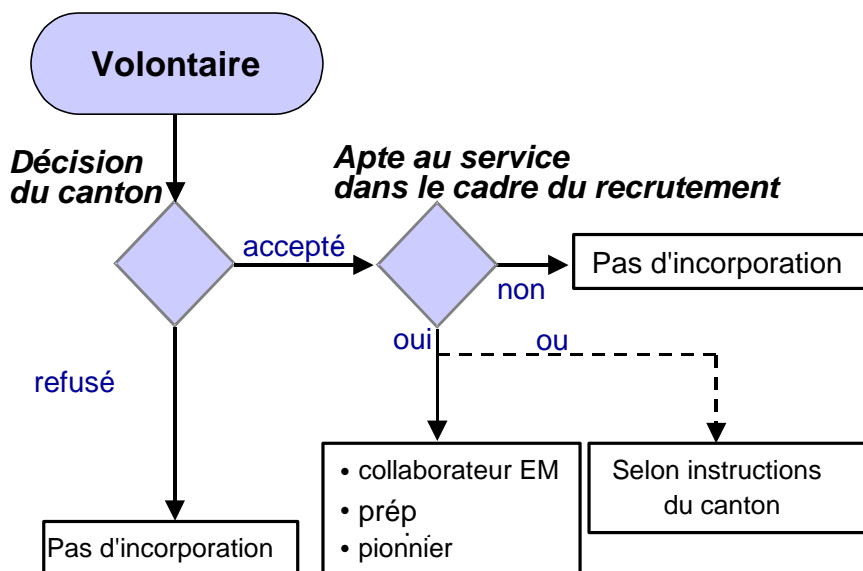 Volontaire
Décision
du canton
Apte au service
dans le cadre du recrutement
accepté
non
Pas d'incorporation
oui
ou
refusé
• collaborateur EM
• prép
• pionnier
Selon instructions
du canton
Pas d'incorporation